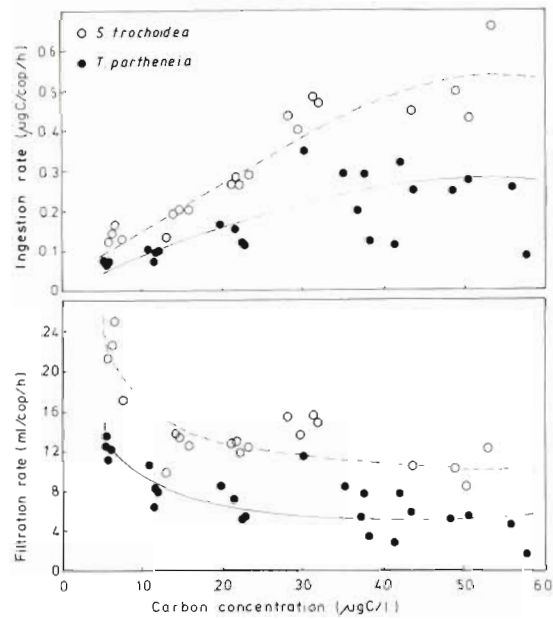 ○ S trochoidea
● T partheneia
Ingestion rate (μgC/cop/h)
0.6
0.5
0.4
0.3
0.2
0.1
0
Filtration rate (ml/cop/h)
24
20
16
12
8
4
0
0 10 20 30 40 50 60
Carbon concentration (μgC/l)